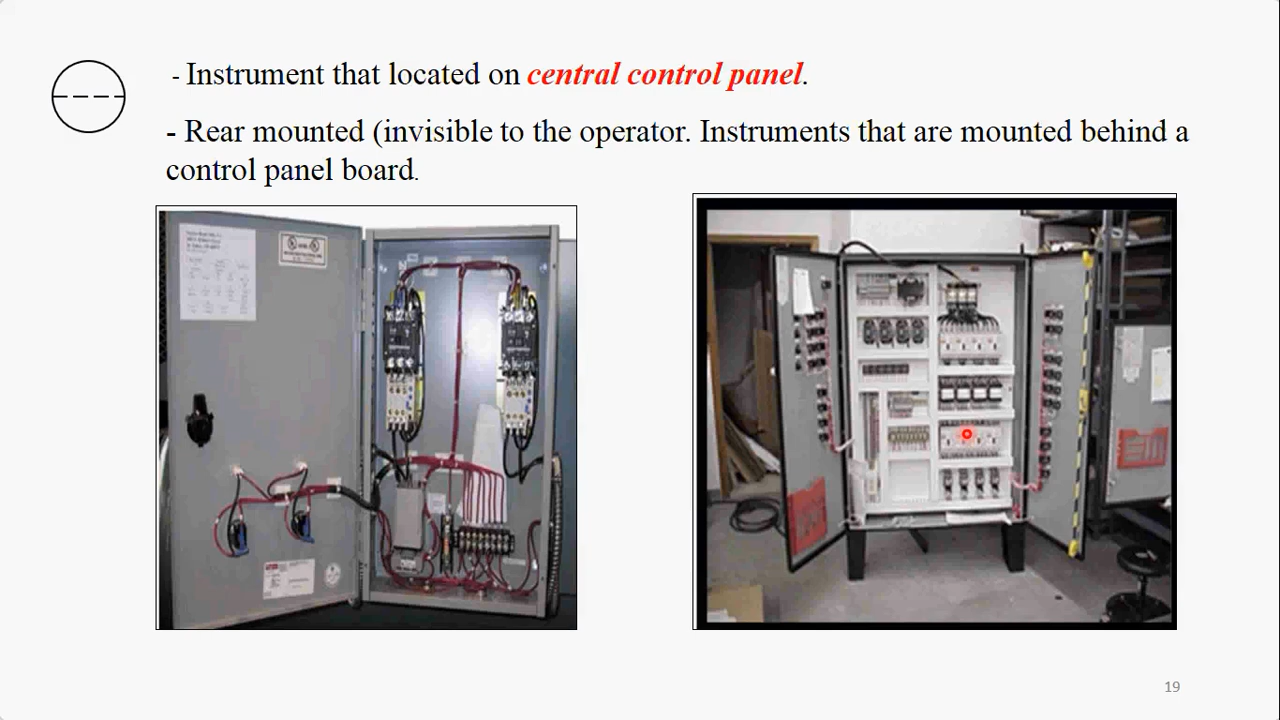 - Instrument that located on central control panel.
- Rear mounted (invisible to the operator. Instruments that are mounted behind a
control panel board.
19